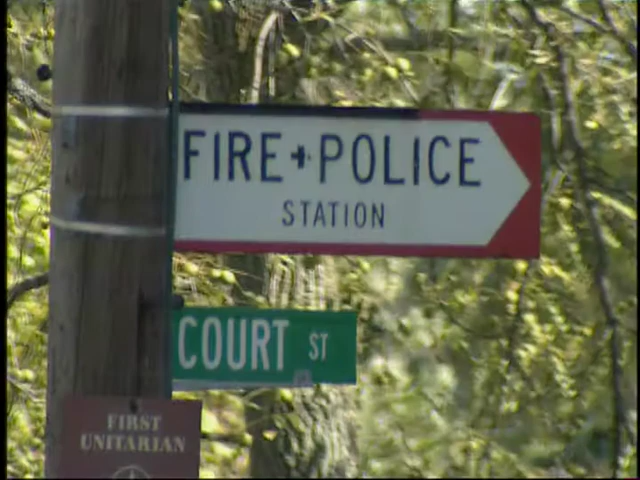 FIRE + POLICE
STATION
COURT ST
FIRST
UNITARIAN